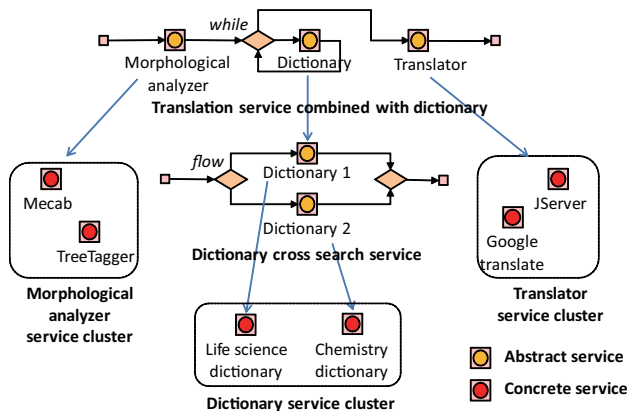 while
Morphological
analyzer
Dictionary
Translator
Translation service combined with dictionary
flow
Dictionary 1
Dictionary 2
Dictionary cross search service
Mecab
TreeTagger
Morphological
analyzer
service cluster
JServer
Google
translate
Translator
service cluster
Life science
dictionary
Chemistry
dictionary
Dictionary service cluster
Abstract service
Concrete service